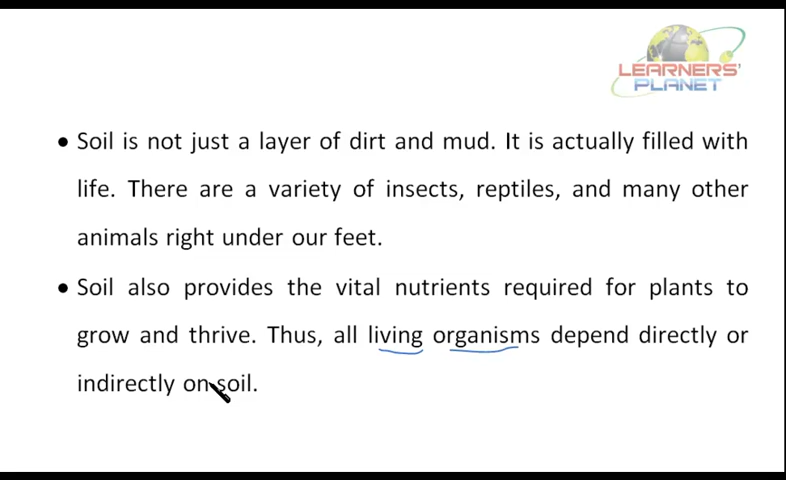 LEARNERS'
PLANET
• Soil is not just a layer of dirt and mud. It is actually filled with
life. There are a variety of insects, reptiles, and many other
animals right under our feet.
• Soil also provides the vital nutrients required for plants to
grow and thrive. Thus, all living organisms depend directly or
indirectly on soil.